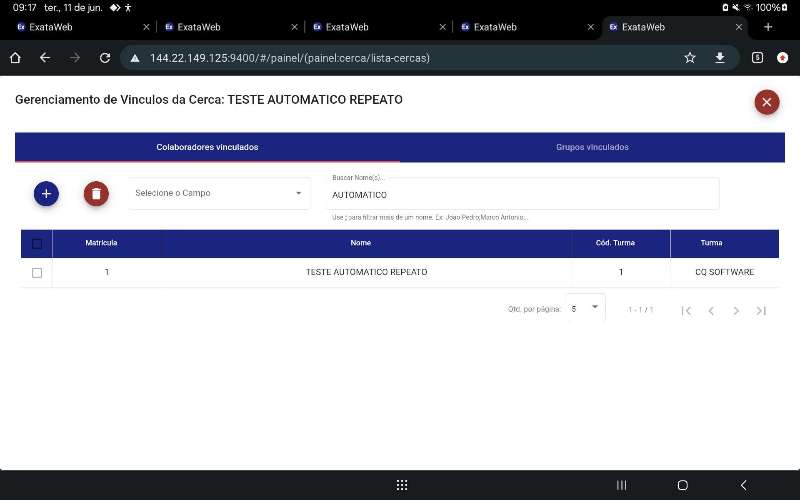 09:17 ter., 11 de jun. 100%
ExataWeb ExataWeb ExataWeb ExataWeb ExataWeb
144.22.149.125:9400/#/painel/(painel:cerca/lista-cercas) 5
Gerenciamento de Vinculos da Cerca: TESTE AUTOMATICO REPEATO
Colaboradores vinculados Grupos vinculados
Buscar Nome(s)...
Selecione o Campo AUTOMATICO
Use ; para filtrar mais de um nome. Ex: Joao Pedro;Marco Antonio...
Matricula Nome Cód. Turma Turma
1 TESTE AUTOMATICO REPEATO 1 CQ SOFTWARE
Qtd. por página: 5 1 - 1 / 1